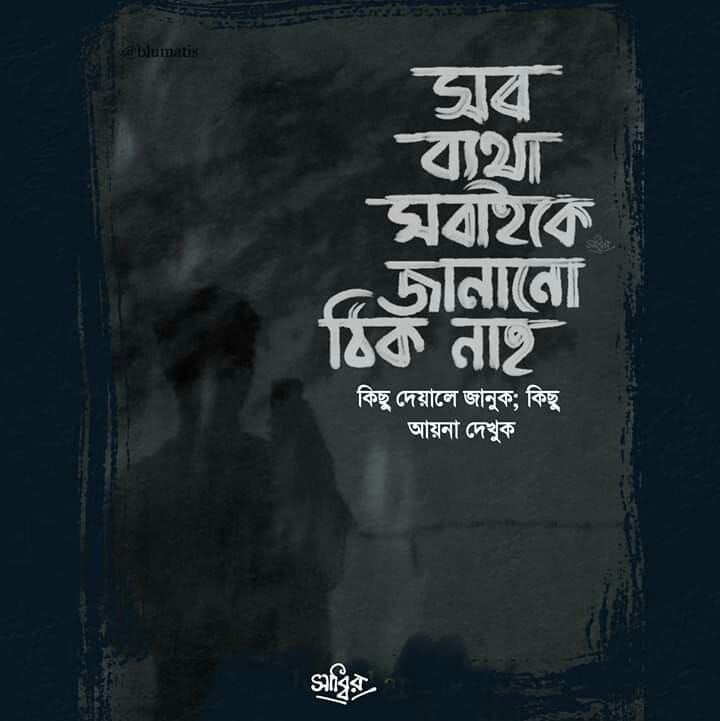 @blumatis
সব
ব্যথা
সবাইকে
জানানো
ঠিক নাহ
কিছু দেয়ালে জানুক; কিছু
আয়না দেখুক
সাব্বির